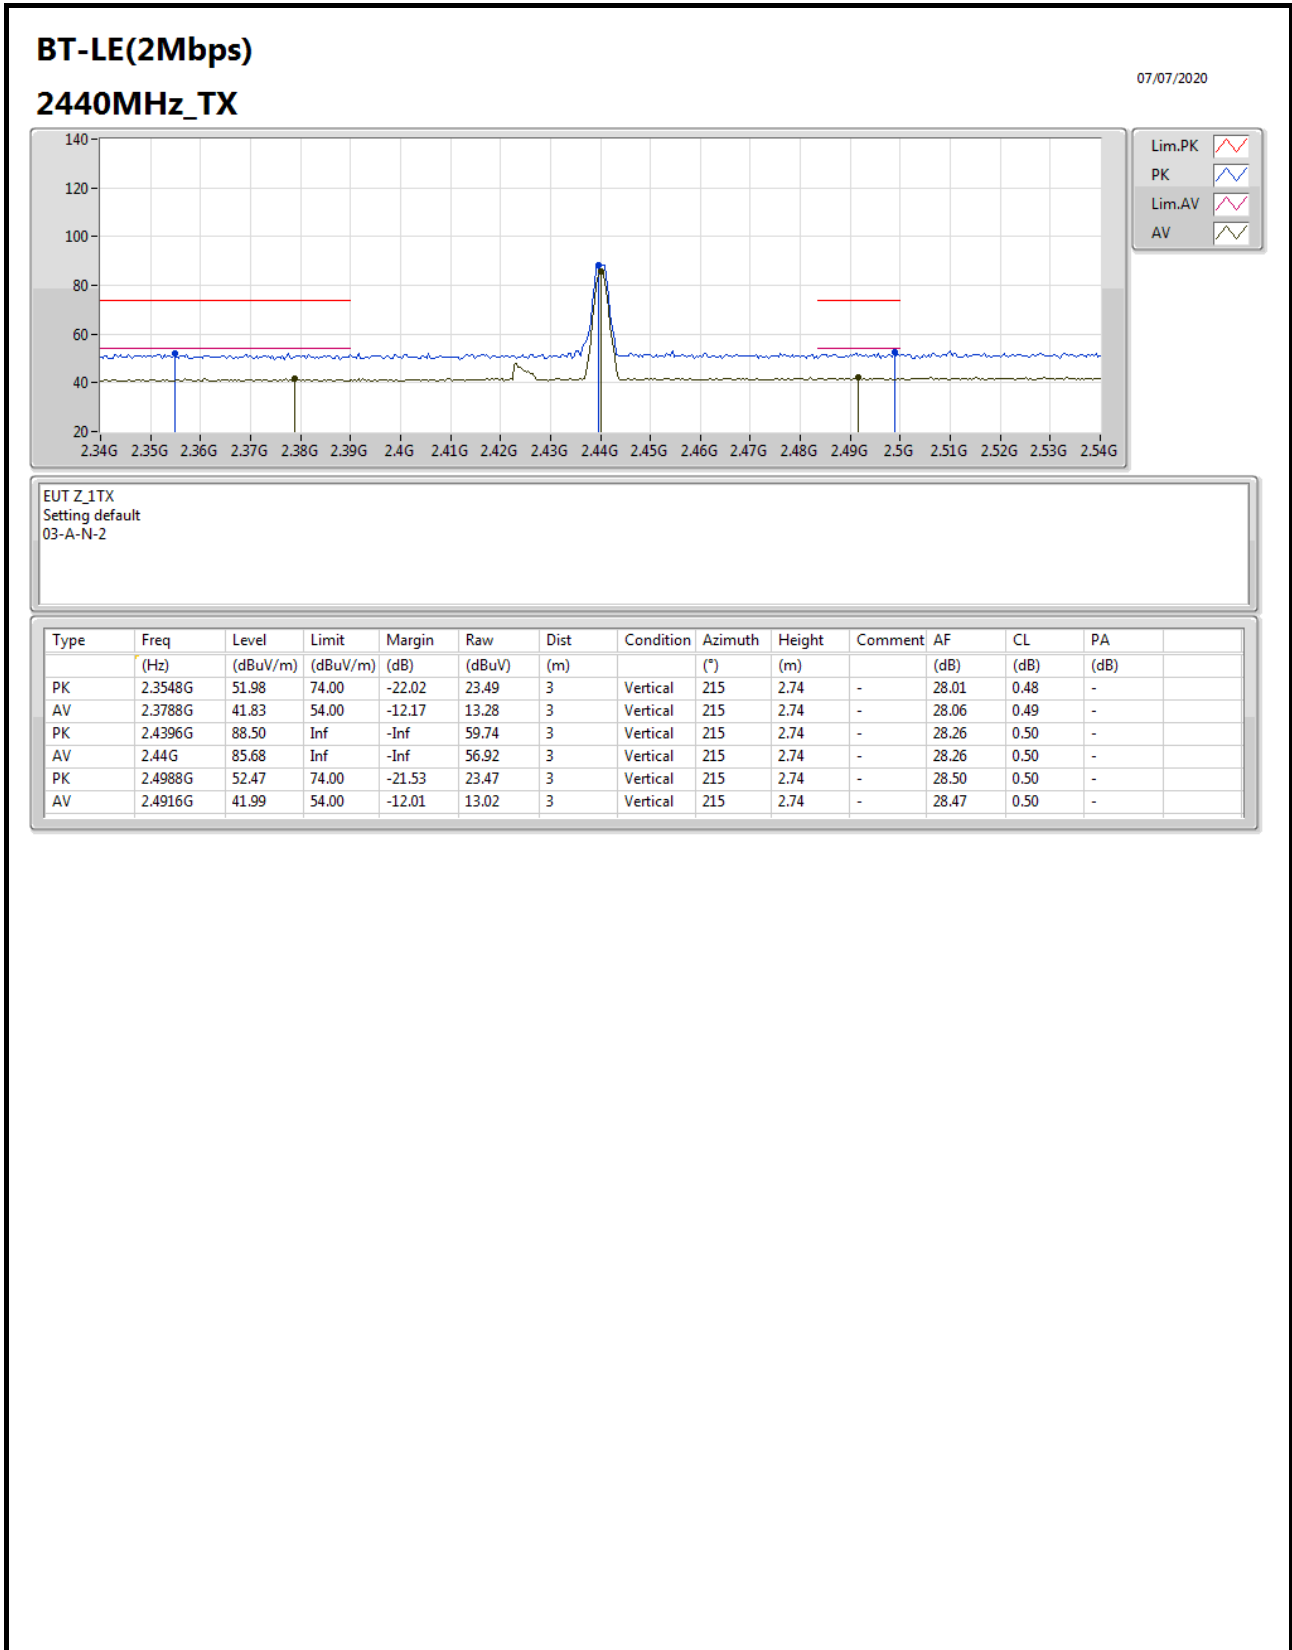 BT-LE(2Mbps)
07/07/2020
2440MHz_TX
140
120
100
80
60
40
20
2.34G 2.35G 2.36G 2.37G 2.38G 2.39G 2.4G 2.41G 2.42G 2.43G 2.44G 2.45G 2.46G 2.47G 2.48G 2.49G 2.5G 2.51G 2.52G 2.53G 2.54G
Lim.PK
PK
Lim.AV
AV
EUT Z_1TX
Setting default
03-A-N-2
Type Freq Level Limit Margin Raw Dist Condition Azimuth Height Comment AF CL PA
(Hz) (dBuV/m) (dBuV/m) (dB) (dBuV) (m) (°) (m) (dB) (dB) (dB)
PK 2.3548G 51.98 74.00 -22.02 23.49 3 Vertical 215 2.74 - 28.01 0.48 -
AV 2.3788G 41.83 54.00 -12.17 13.28 3 Vertical 215 2.74 - 28.06 0.49 -
PK 2.4396G 88.50 Inf -Inf 59.74 3 Vertical 215 2.74 - 28.26 0.50 -
AV 2.44G 85.68 Inf -Inf 56.92 3 Vertical 215 2.74 - 28.26 0.50 -
PK 2.4988G 52.47 74.00 -21.53 23.47 3 Vertical 215 2.74 - 28.50 0.50 -
AV 2.4916G 41.99 54.00 -12.01 13.02 3 Vertical 215 2.74 - 28.47 0.50 -